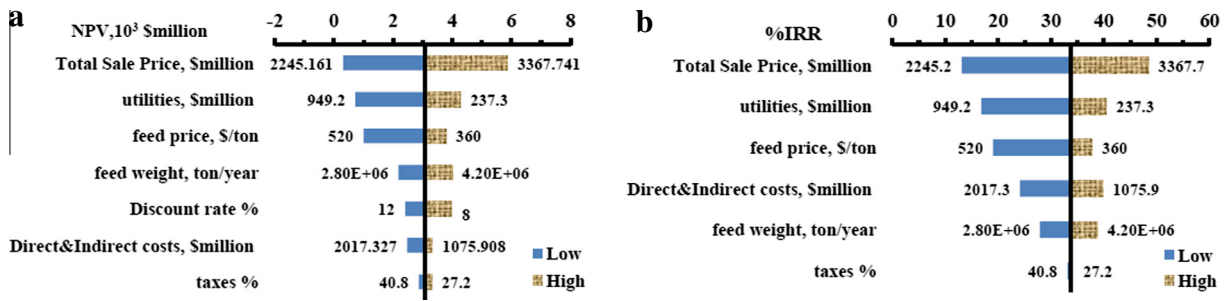 a
NPV,10³ $million
-2 0 2 4 6 8
Total Sale Price, $million 2245.161 3367.741
utilities, $million 949.2 237.3
feed price, $/ton 520 360
feed weight, ton/year 2.80E+06 4.20E+06
Discount rate % 12 8
Direct&Indirect costs, $million 2017.327 1075.908
taxes % 40.8 27.2
Low
High
b
%IRR
0 10 20 30 40 50 60
Total Sale Price, $million 2245.2 3367.7
utilities, $million 949.2 237.3
feed price, $/ton 520 360
Direct&Indirect costs, $million 2017.3 1075.9
feed weight, ton/year 2.80E+06 4.20E+06
taxes % 40.8 27.2
Low
High